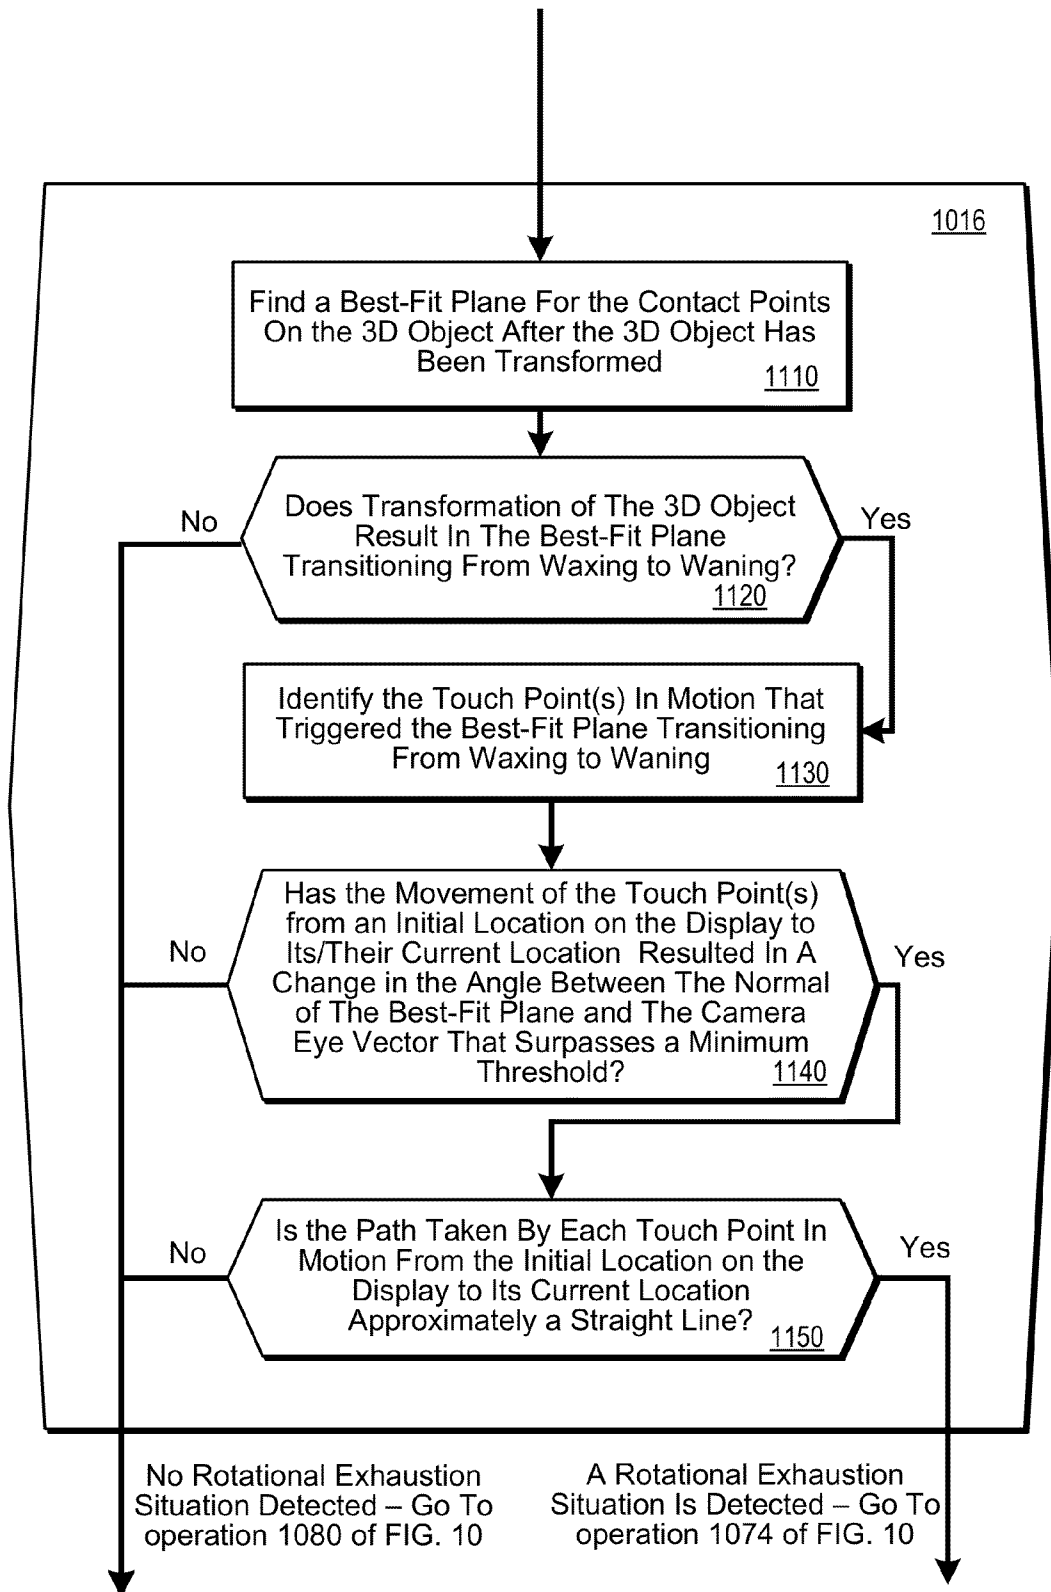 1016
Find a Best-Fit Plane For the Contact Points
On the 3D Object After the 3D Object Has
Been Transformed
1110
Does Transformation of The 3D Object
Result In The Best-Fit Plane
Transitioning From Waxing to Waning?
1120
No
Yes
Identify the Touch Point(s) In Motion That
Triggered the Best-Fit Plane Transitioning
From Waxing to Waning
1130
Has the Movement of the Touch Point(s)
from an Initial Location on the Display to
Its/Their Current Location Resulted In A
Change in the Angle Between The Normal
of The Best-Fit Plane and The Camera
Eye Vector That Surpasses a Minimum
Threshold?
1140
No
Yes
Is the Path Taken By Each Touch Point In
Motion From the Initial Location on the
Display to Its Current Location
Approximately a Straight Line?
1150
No
Yes
No Rotational Exhaustion
Situation Detected – Go To
operation 1080 of FIG. 10
A Rotational Exhaustion
Situation Is Detected – Go To
operation 1074 of FIG. 10